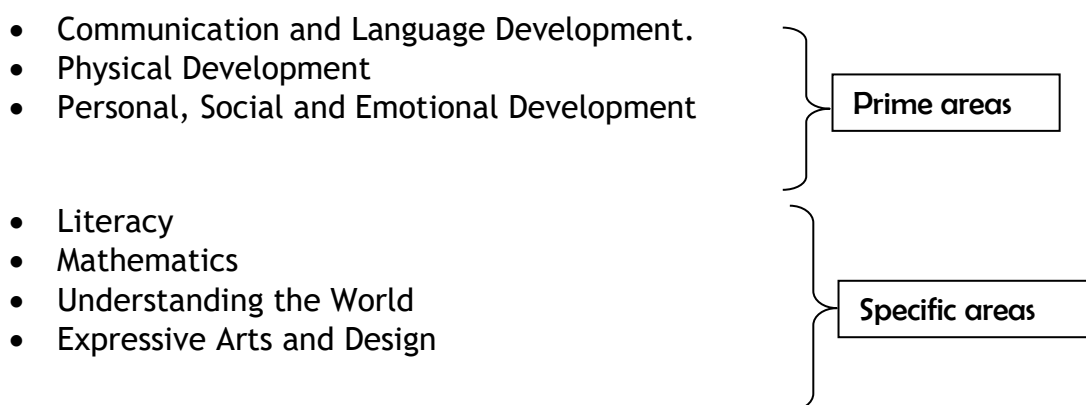 • Communication and Language Development.
• Physical Development
• Personal, Social and Emotional Development
Prime areas
• Literacy
• Mathematics
• Understanding the World
• Expressive Arts and Design
Specific areas